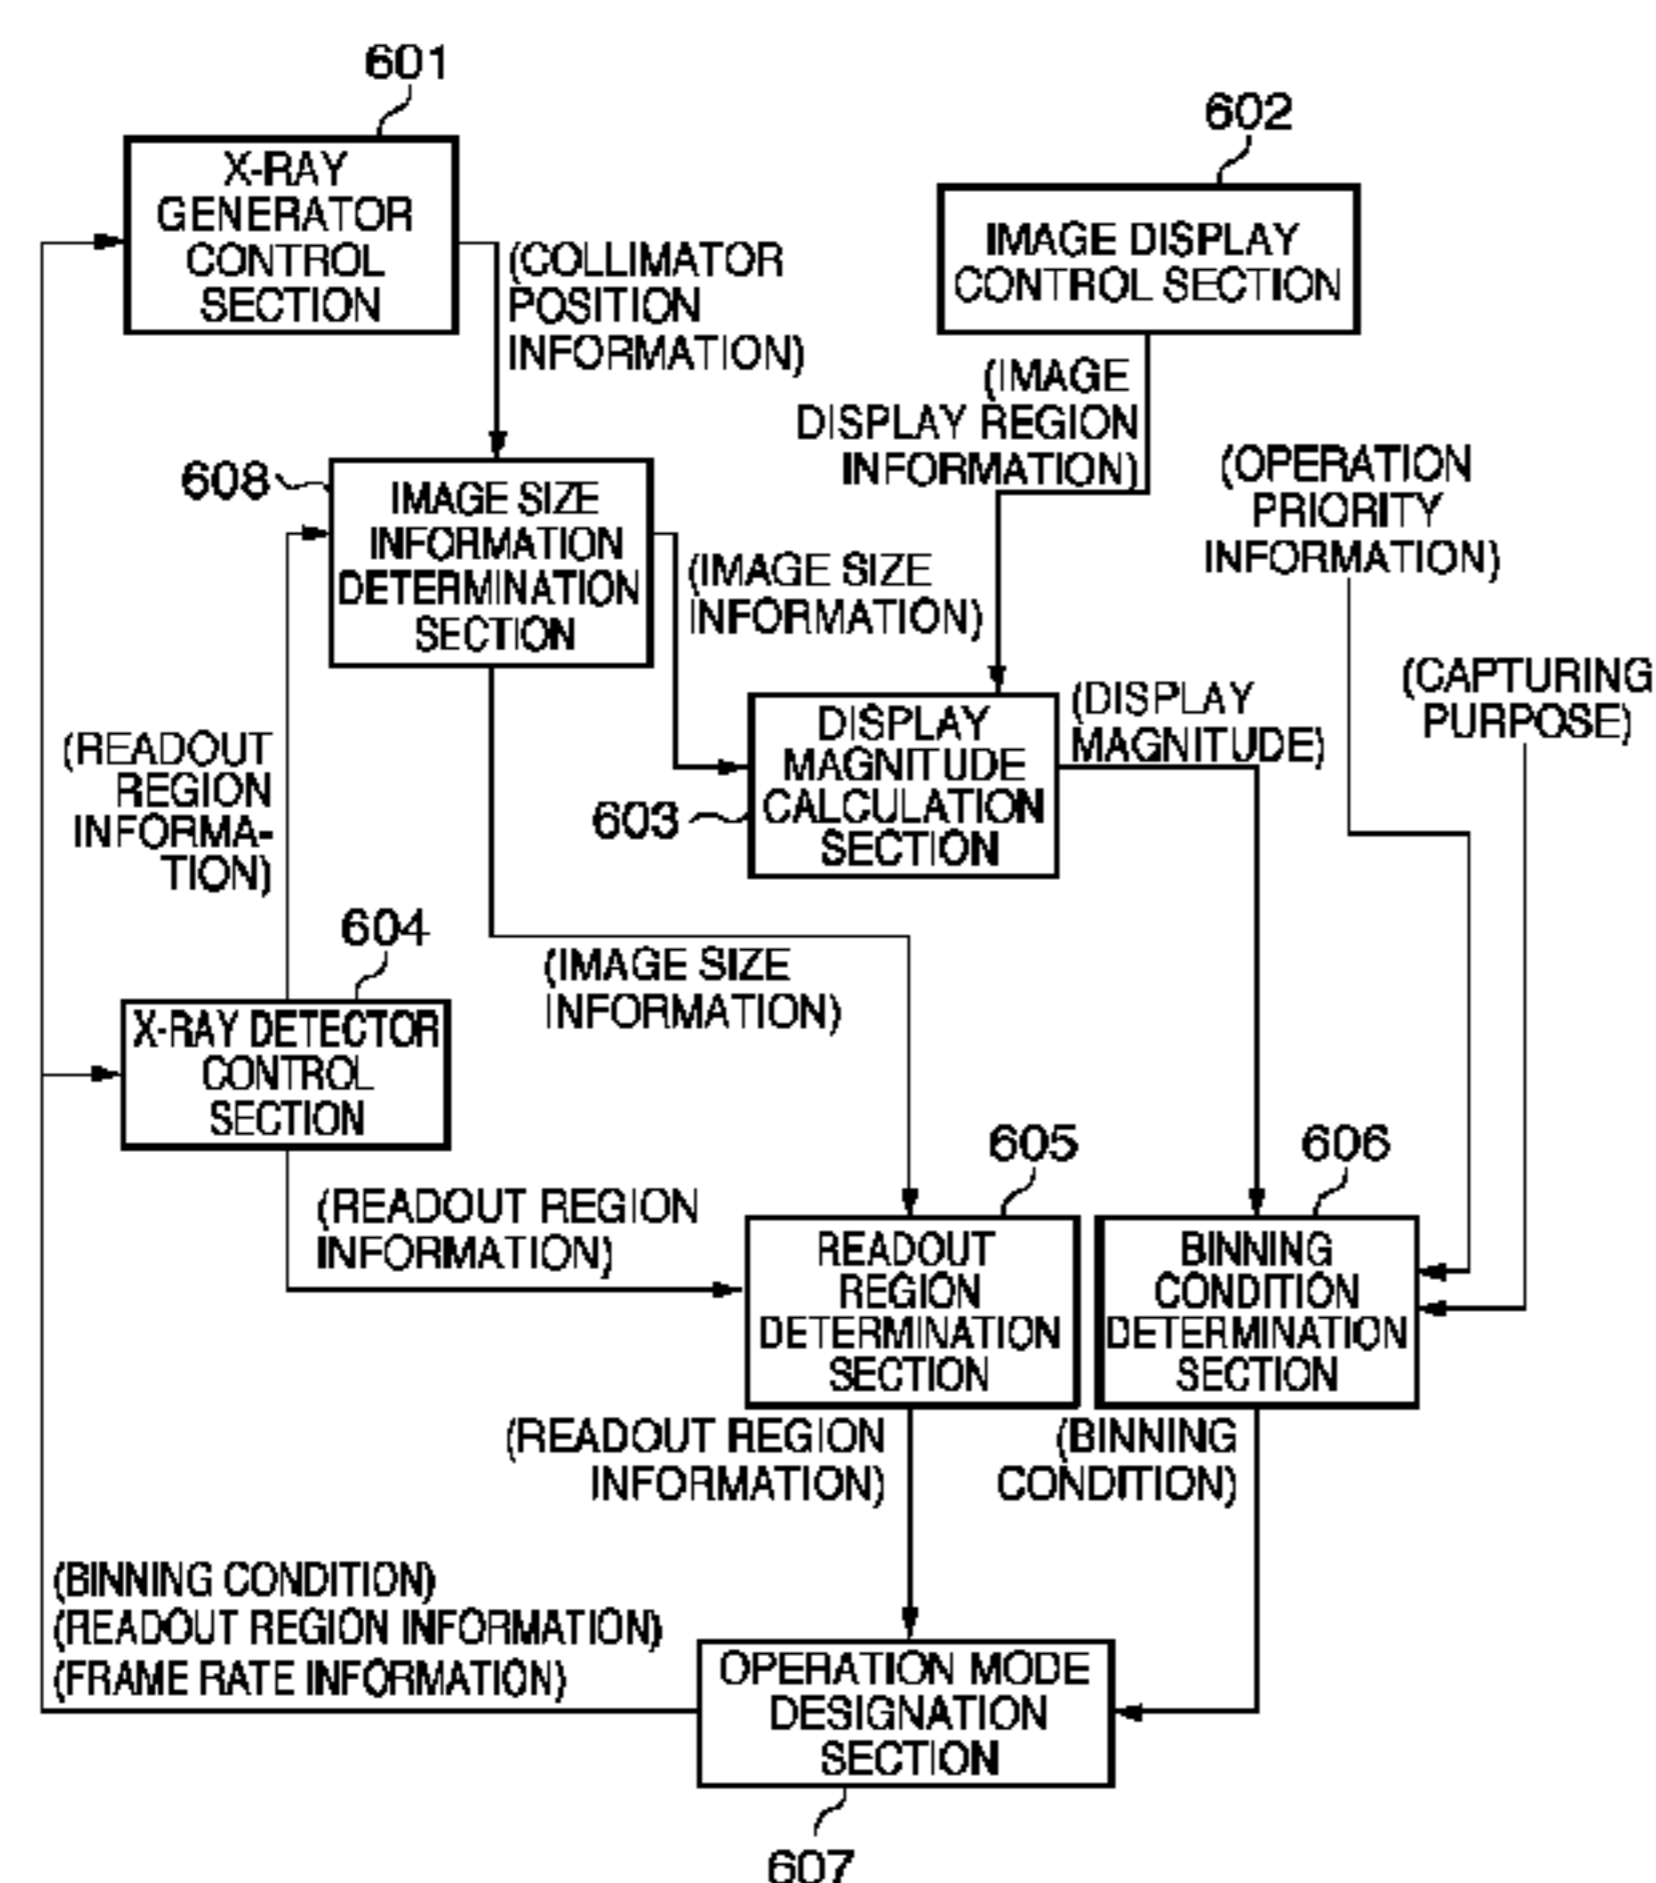 601
X-RAY
GENERATOR
CONTROL
SECTION
602
IMAGE DISPLAY
CONTROL SECTION
(COLLIMATOR
POSITION
INFORMATION)
(IMAGE
DISPLAY REGION
INFORMATION)
(OPERATION
PRIORITY
INFORMATION)
608
IMAGE SIZE
INFORMATION
DETERMINATION
SECTION
(IMAGE SIZE
INFORMATION)
(CAPTURING
PURPOSE)
(READOUT
REGION
INFORMA-
TION)
DISPLAY
MAGNITUDE
CALCULATION
SECTION
603
(DISPLAY
MAGNITUDE)
604
X-RAY DETECTOR
CONTROL
SECTION
(IMAGE SIZE
INFORMATION)
(READOUT REGION
INFORMATION)
605
READOUT
REGION
DETERMINATION
SECTION
606
BINNING
CONDITION
DETERMINATION
SECTION
(READOUT REGION
INFORMATION)
(BINNING
CONDITION)
(BINNING CONDITION)
(READOUT REGION INFORMATION)
(FRAME RATE INFORMATION)
OPERATION MODE
DESIGNATION
SECTION
607